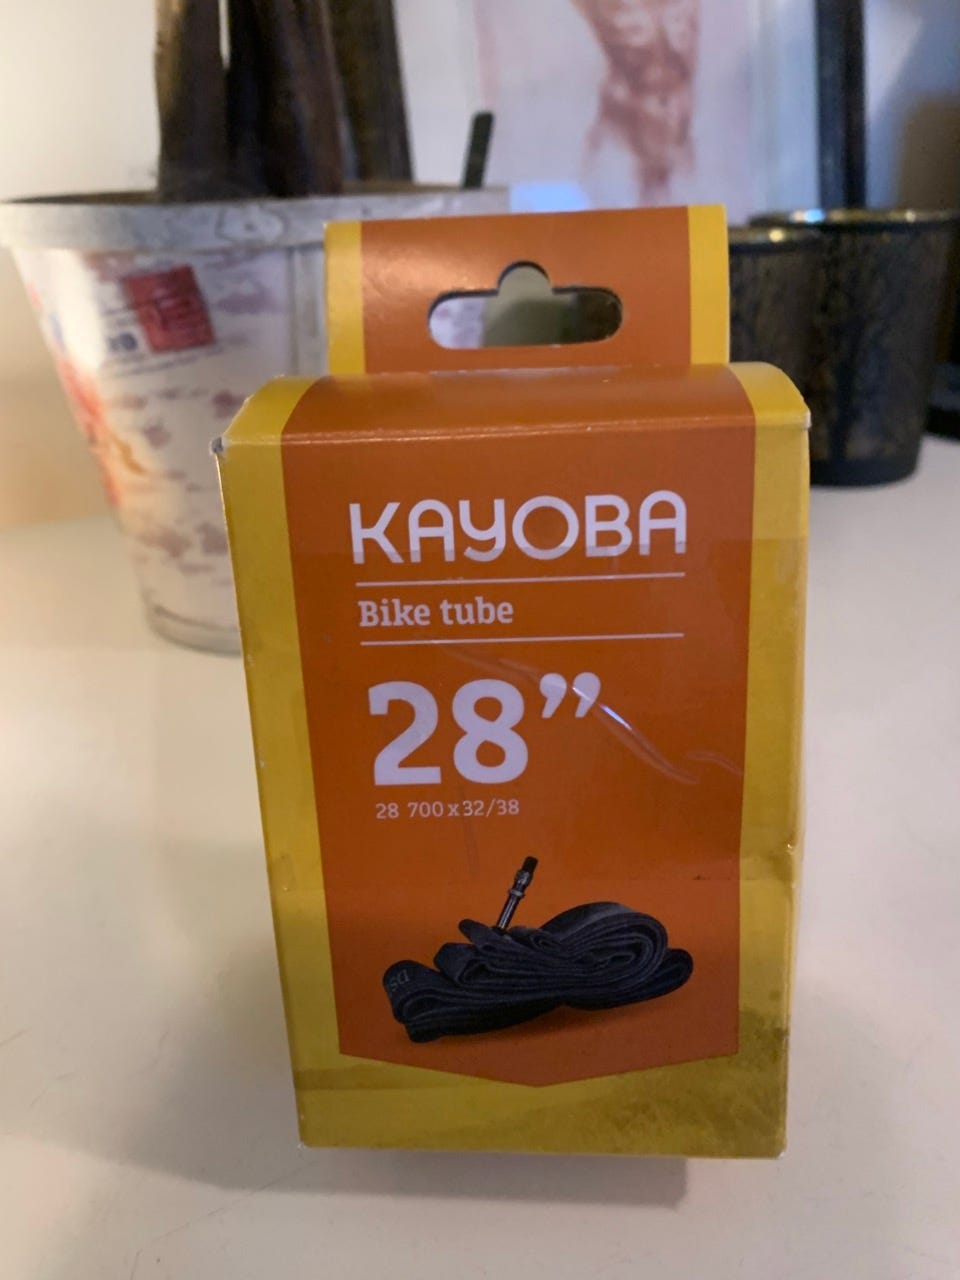 KAYOBA
Bike tube
28”
28 700x32/38